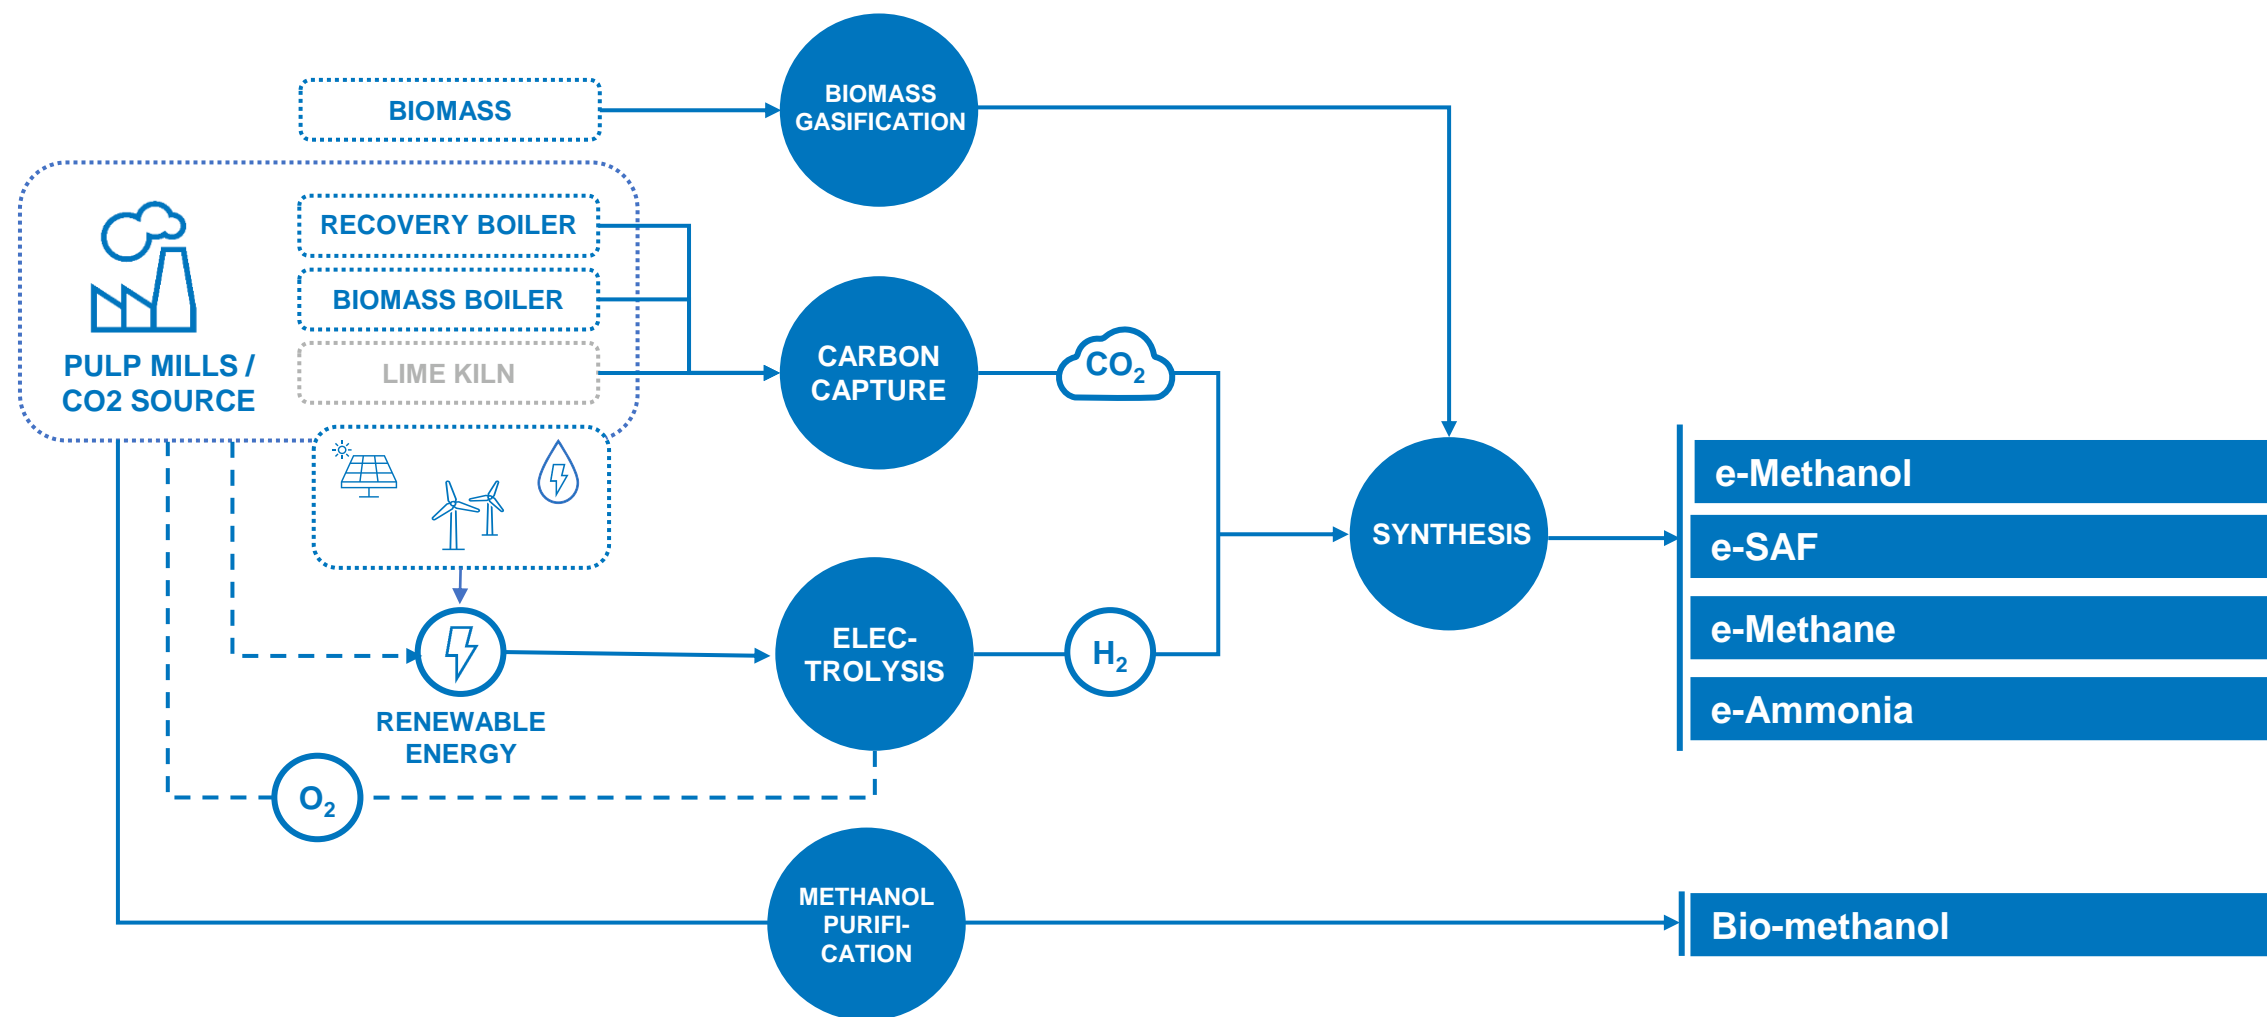 BIOMASS
BIOMASS
GASIFICATION
RECOVERY BOILER
BIOMASS BOILER
LIME KILN
PULP MILLS /
CO2 SOURCE
CARBON
CAPTURE
CO₂
SYNTHESIS
e-Methanol
e-SAF
e-Methane
e-Ammonia
RENEWABLE
ENERGY
ELEC-
TROLYSIS
H₂
O₂
METHANOL
PURIFI-
CATION
Bio-methanol